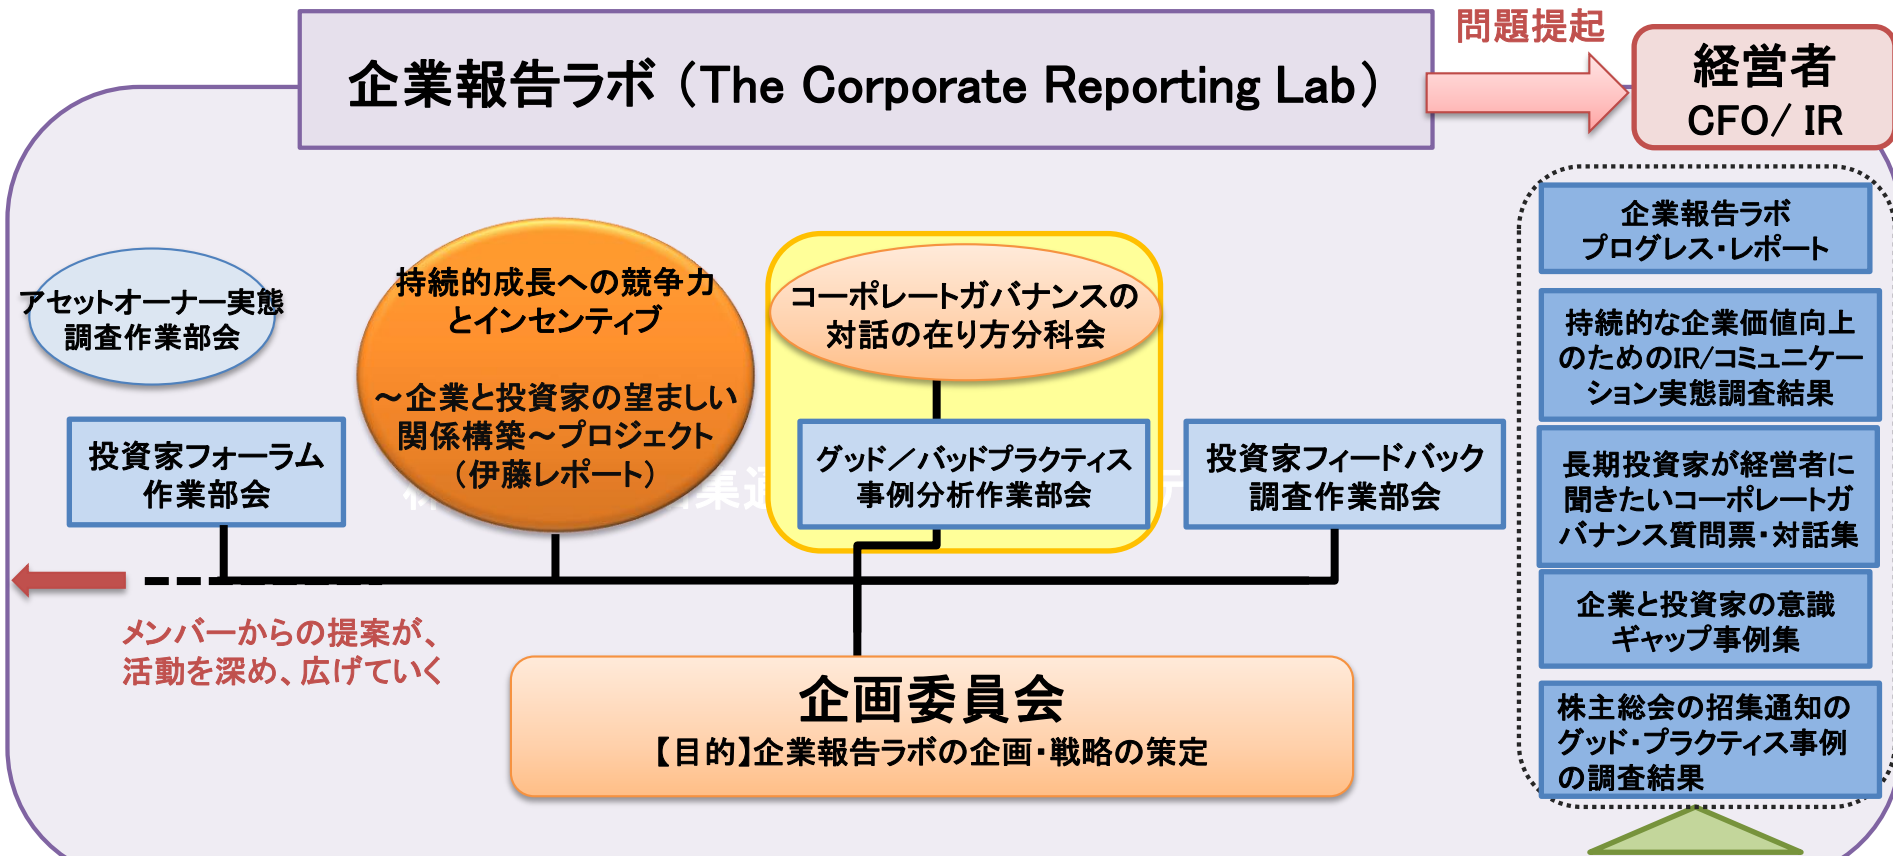 企業報告ラボ（The Corporate Reporting Lab）
問題提起
経営者
CFO/ IR
アセットオーナー実態
調査作業部会
持続的成長への競争力
とインセンティブ
～企業と投資家の望ましい
関係構築～プロジェクト
（伊藤レポート）
コーポレートガバナンスの
対話の在り方分科会
投資家フォーラム
作業部会
グッド／バッドプラクティス
事例分析作業部会
投資家フィードバック
調査作業部会
メンバーからの提案が、
活動を深め、広げていく
企画委員会
【目的】企業報告ラボの企画・戦略の策定
企業報告ラボ
プログレス・レポート
持続的な企業価値向上
のためのIR/コミュニケー
ション実態調査結果
長期投資家が経営者に
聞きたいコーポレートガ
バナンス質問票・対話集
企業と投資家の意識
ギャップ事例集
株主総会の招集通知の
グッド・プラクティス事例
の調査結果